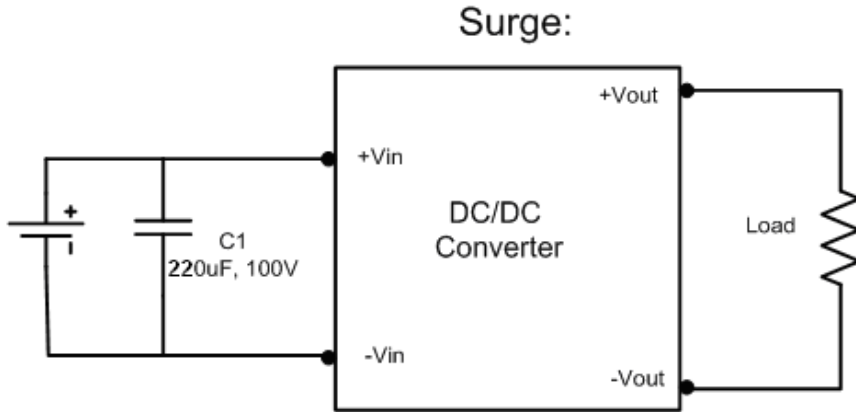 Surge:
+Vout
+Vin
DC/DC
Converter
Load
+
-
C1
220uF, 100V
-Vin
-Vout